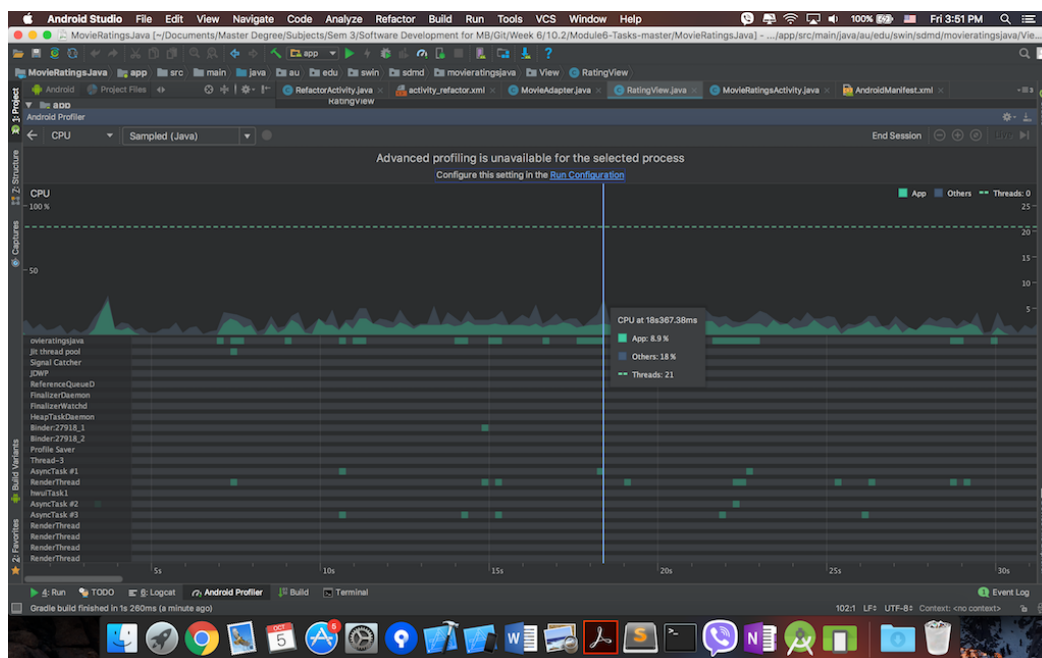 Android Studio File Edit View Navigate Code Analyze Refactor Build Run Tools VCS Window Help 100% Fri 3:51 PM
MovieRatingsJava [~/Documents/Master Degree/Subjects/Sem 3/Software Development for MB/Git/Week 6/10.2/Module6-Tasks-master/MovieRatingsJava] - .../app/src/main/java/au/edu/swin/sdmd/movieratingsjava/Vie...
app
MovieRatingsJava app src main java au edu swin sdmd movieratingsjava View RatingView
Android Project Files RefactorActivity.java activity_refactor.xml MovieAdapter.java RatingView.java MovieRatingsActivity.java AndroidManifest.xml
app RatingView
Android Profiler
CPU Sampled (Java) End Session Live
Advanced profiling is unavailable for the selected process
Configure this setting in the Run Configuration
CPU App Others Threads: 0
100 % 25
20
15
50
10
5
CPU at 18s367.38ms
App: 8.9 %
Others: 18 %
Threads: 21
ovieratingsjava
Jit thread pool
Signal Catcher
JDWP
ReferenceQueueD
FinalizerDaemon
FinalizerWatchd
HeapTaskDaemon
Binder:27918_1
Binder:27918_2
Profile Saver
Thread-3
AsyncTask #1
RenderThread
hwuiTask1
AsyncTask #2
AsyncTask #3
RenderThread
RenderThread
RenderThread
RenderThread
5s 10s 15s 20s 25s 30s
1: Project
7: Structure
Captures
Build Variants
2: Favorites
4: Run TODO 6: Logcat Android Profiler Build Terminal Event Log
Gradle build finished in 1s 260ms (a minute ago) 102:1 LF÷ UTF-8÷ Context: <no context>
OCT
5
8